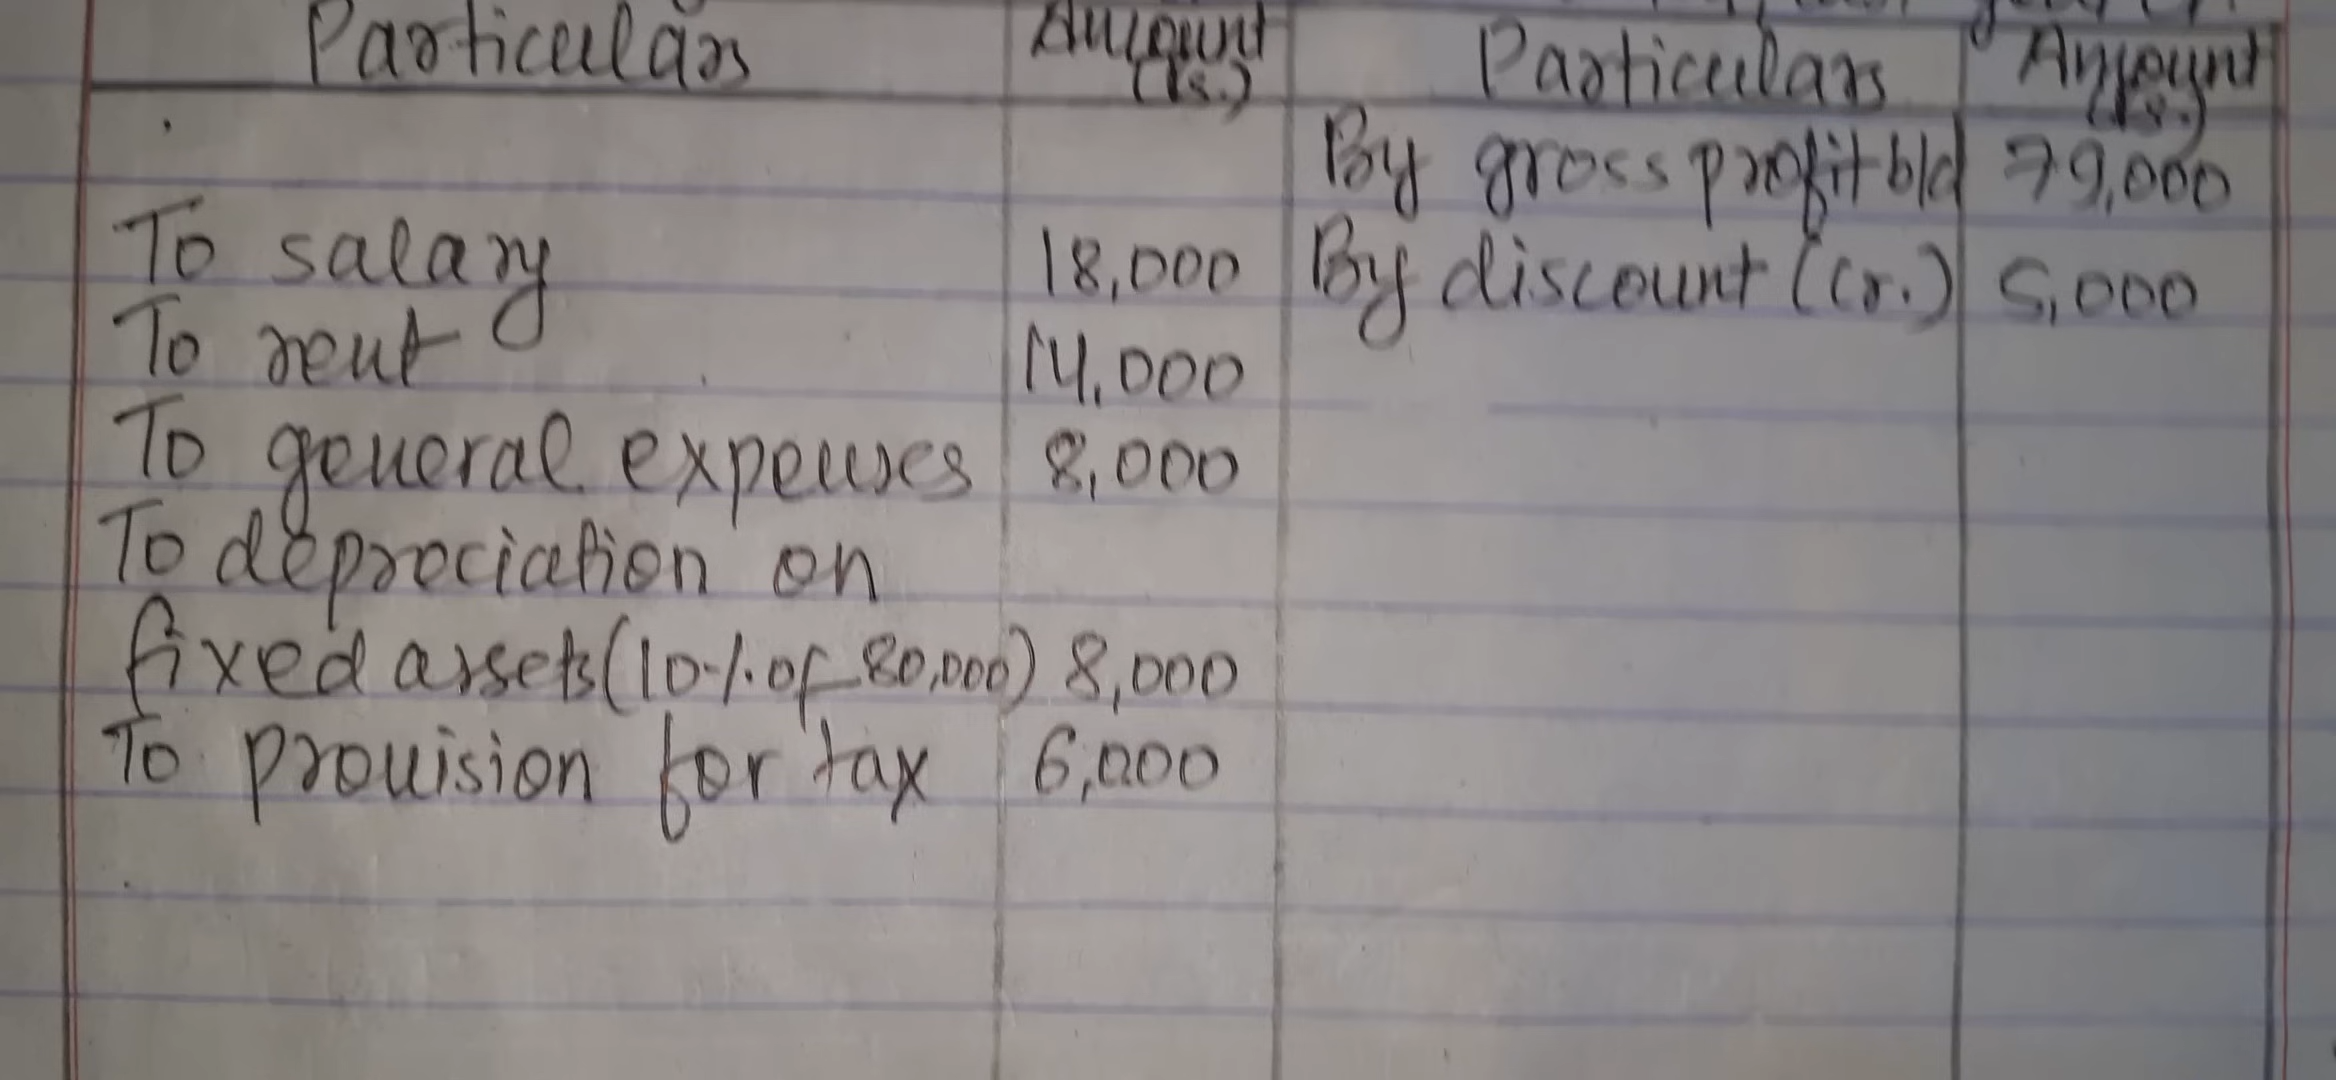 Particulars Amount (Rs.) Particulars Amount (Rs.)
By gross profit b/d 79,000
To salary 18,000 By discount (cr.) 5,000
To rent 14,000
To general expenses 8,000
To depreciation on
fixed assets (10% of 80,000) 8,000
To provision for tax 6,000